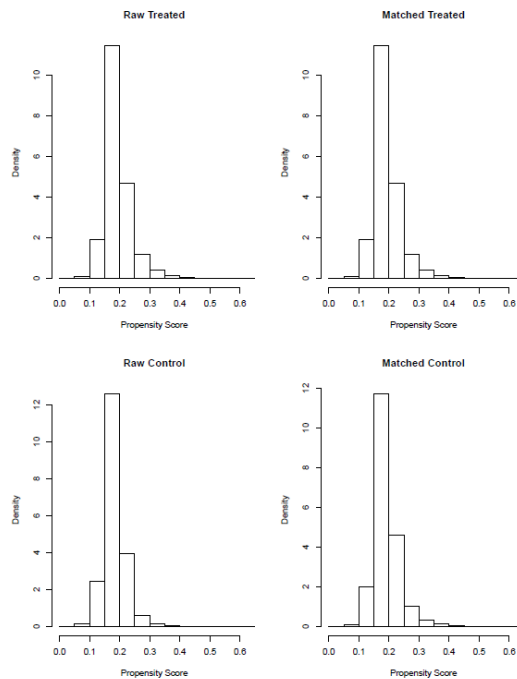 Raw Treated
Density
0 2 4 6 8 10
0.0 0.1 0.2 0.3 0.4 0.5 0.6
Propensity Score
Matched Treated
Density
0 2 4 6 8 10
0.0 0.1 0.2 0.3 0.4 0.5 0.6
Propensity Score
Raw Control
Density
0 2 4 6 8 10 12
0.0 0.1 0.2 0.3 0.4 0.5 0.6
Propensity Score
Matched Control
Density
0 2 4 6 8 10 12
0.0 0.1 0.2 0.3 0.4 0.5 0.6
Propensity Score